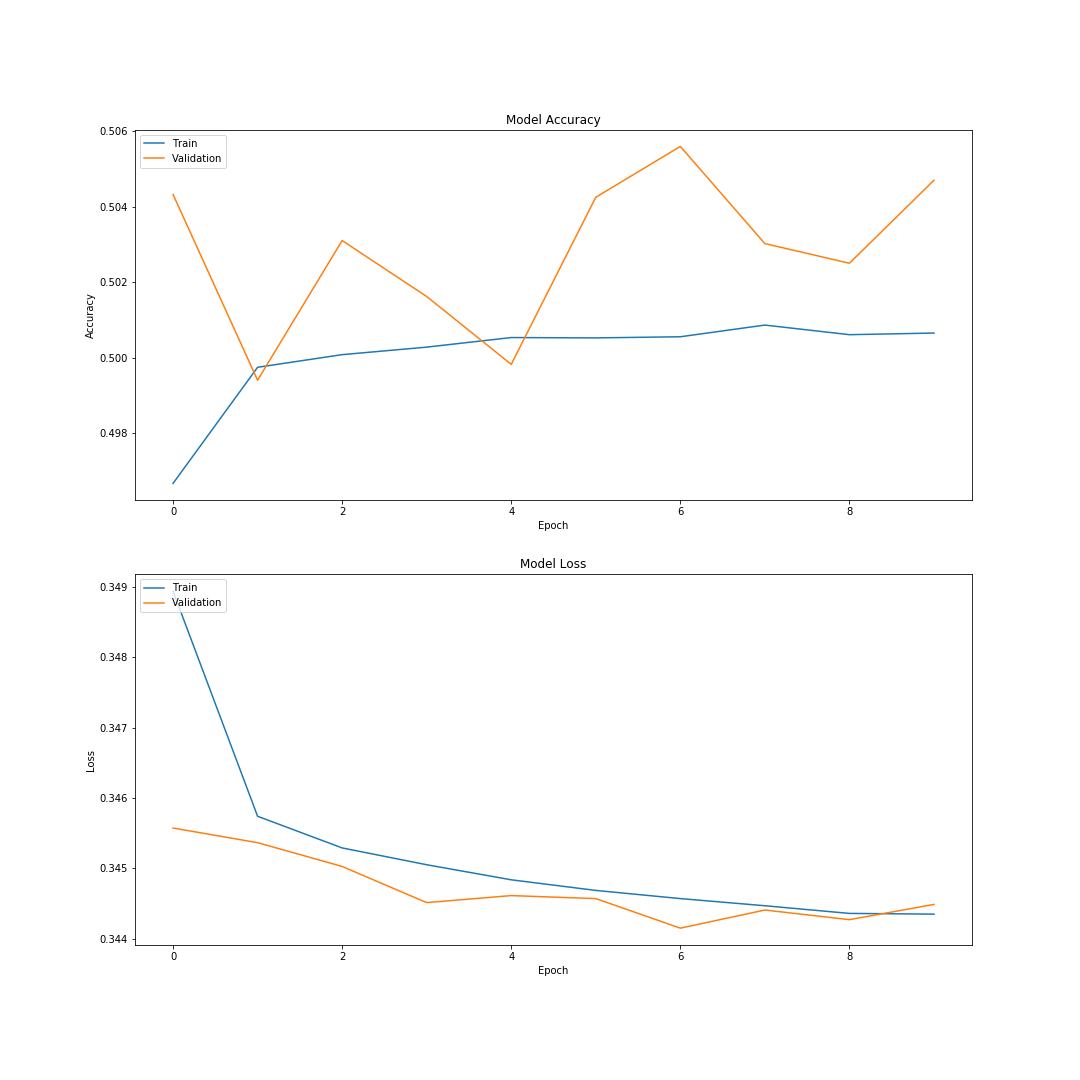 Model Accuracy
0.506
0.504
0.502
0.500
0.498
Accuracy
Train
Validation
0 2 4 6 8
Epoch
Model Loss
0.349
0.348
0.347
0.346
0.345
0.344
Loss
Train
Validation
0 2 4 6 8
Epoch